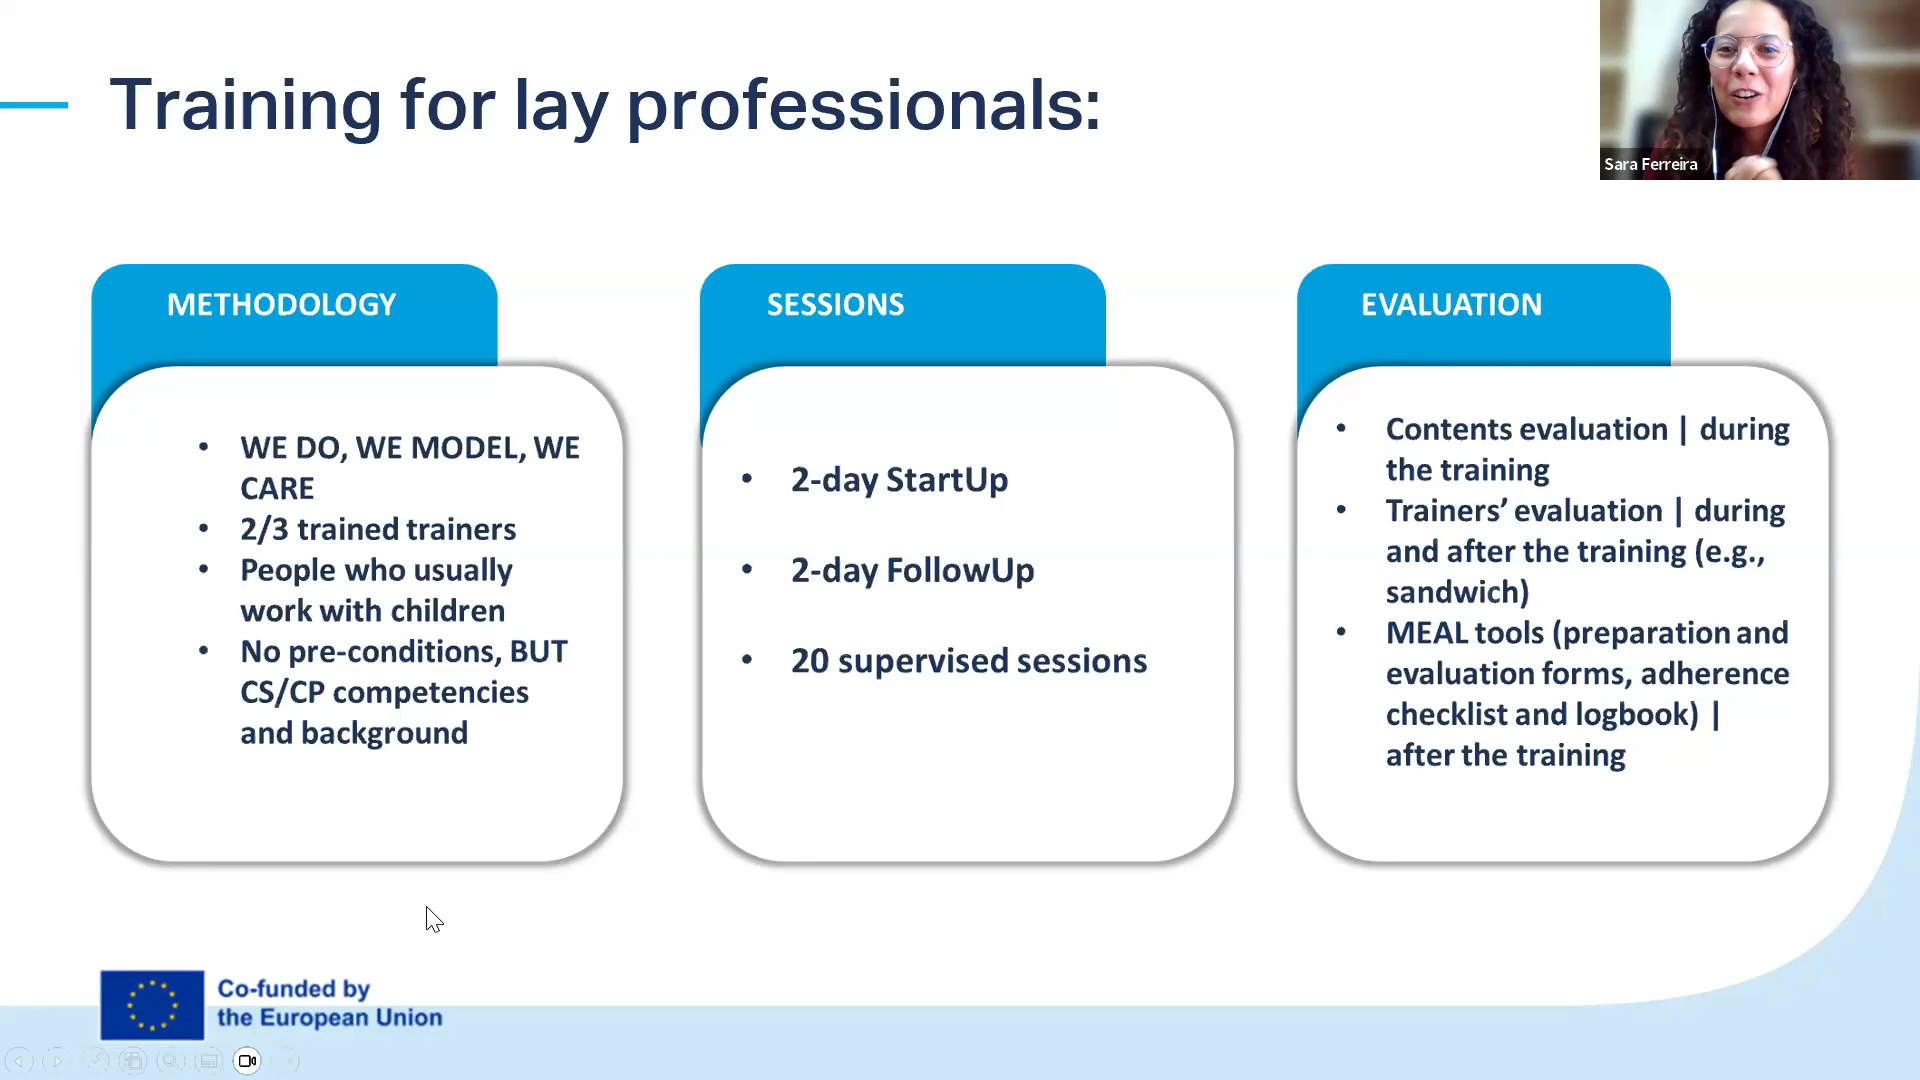 Training for lay professionals:
Sara Ferreira
METHODOLOGY
• WE DO, WE MODEL, WE
CARE
• 2/3 trained trainers
• People who usually
work with children
• No pre-conditions, BUT
CS/CP competencies
and background
SESSIONS
• 2-day StartUp
• 2-day FollowUp
• 20 supervised sessions
EVALUATION
• Contents evaluation | during
the training
• Trainers’ evaluation | during
and after the training (e.g.,
sandwich)
• MEAL tools (preparation and
evaluation forms, adherence
checklist and logbook) |
after the training
Co-funded by
the European Union